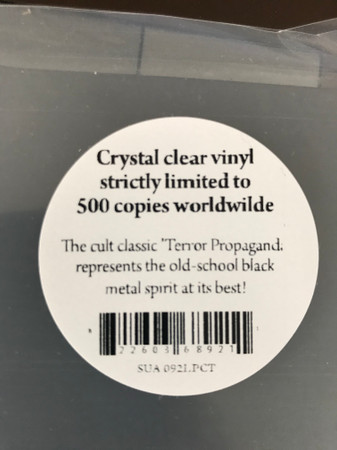 Crystal clear vinyl
strictly limited to
500 copies worldwilde
The cult classic 'Terror Propaganda
represents the old-school black
metal spirit at its best!
22603 68921
SUA 092LPCT